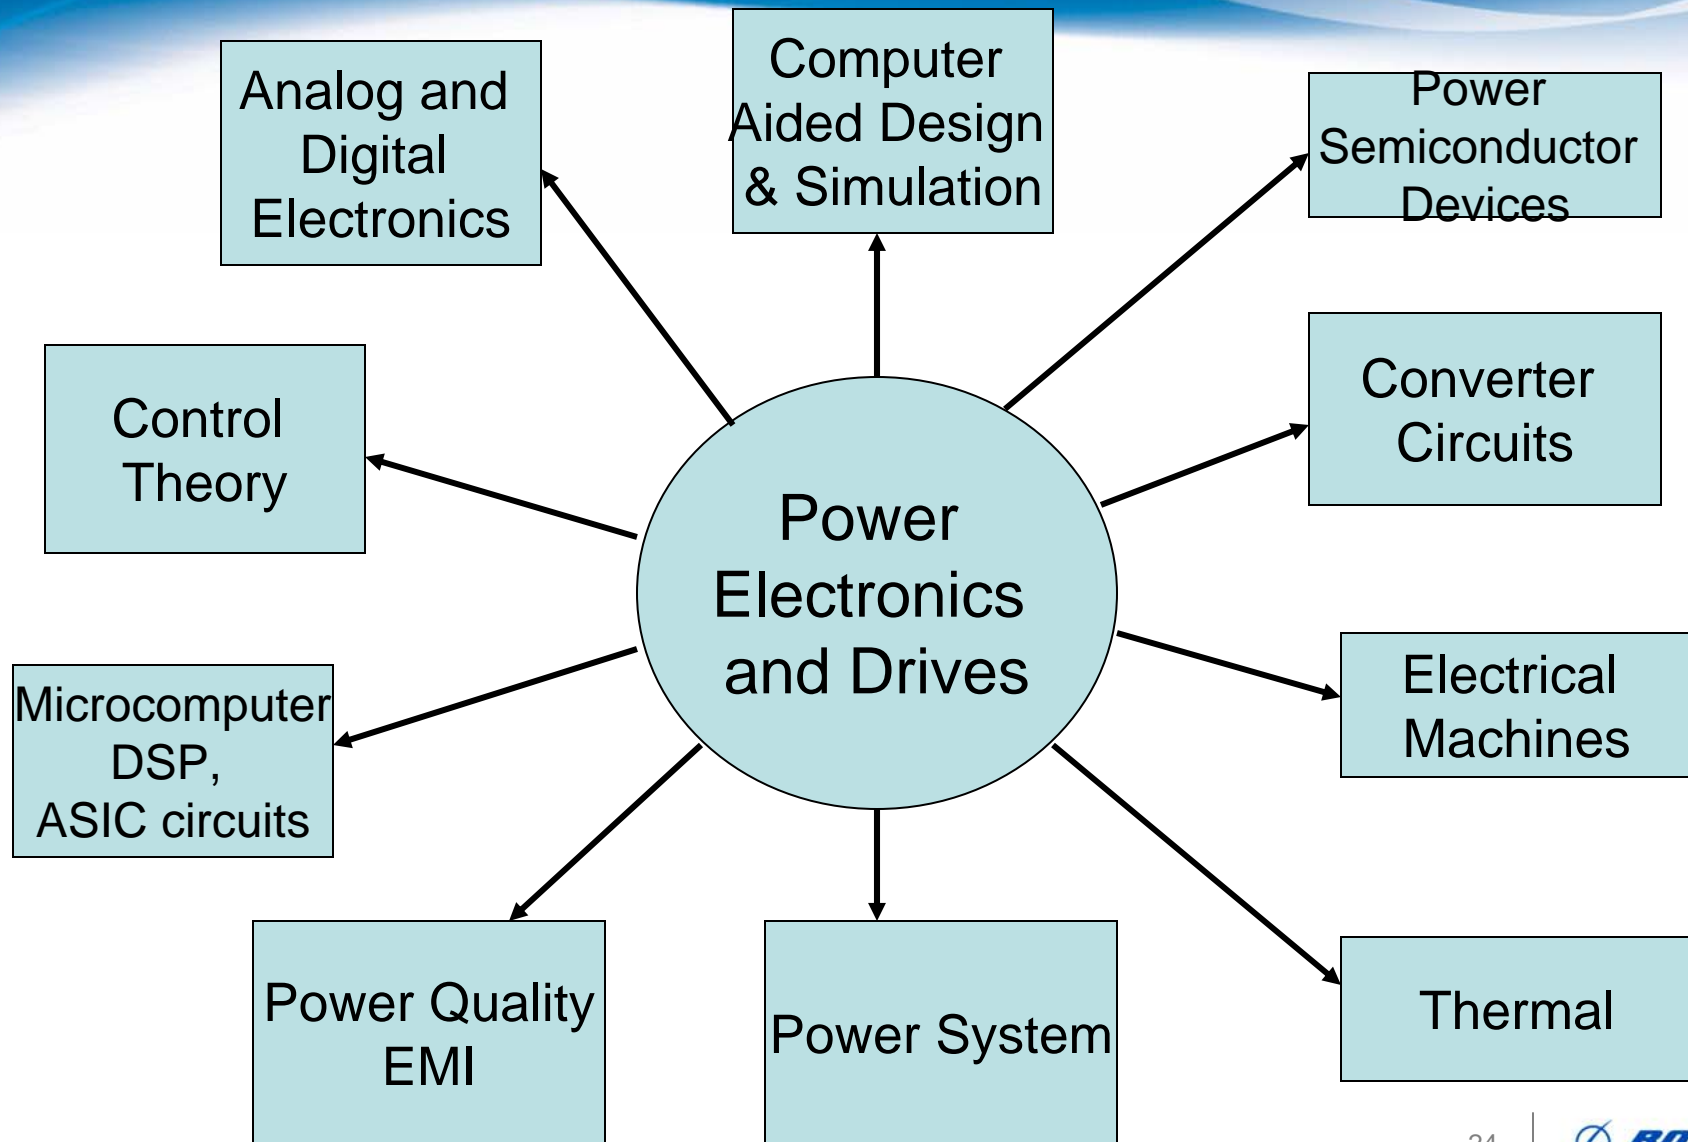 Analog and
Digital
Electronics
Computer
Aided Design
& Simulation
Power
Semiconductor
Devices
Control
Theory
Converter
Circuits
Power
Electronics
and Drives
Microcomputer
DSP,
ASIC circuits
Electrical
Machines
Power Quality
EMI
Power System
Thermal